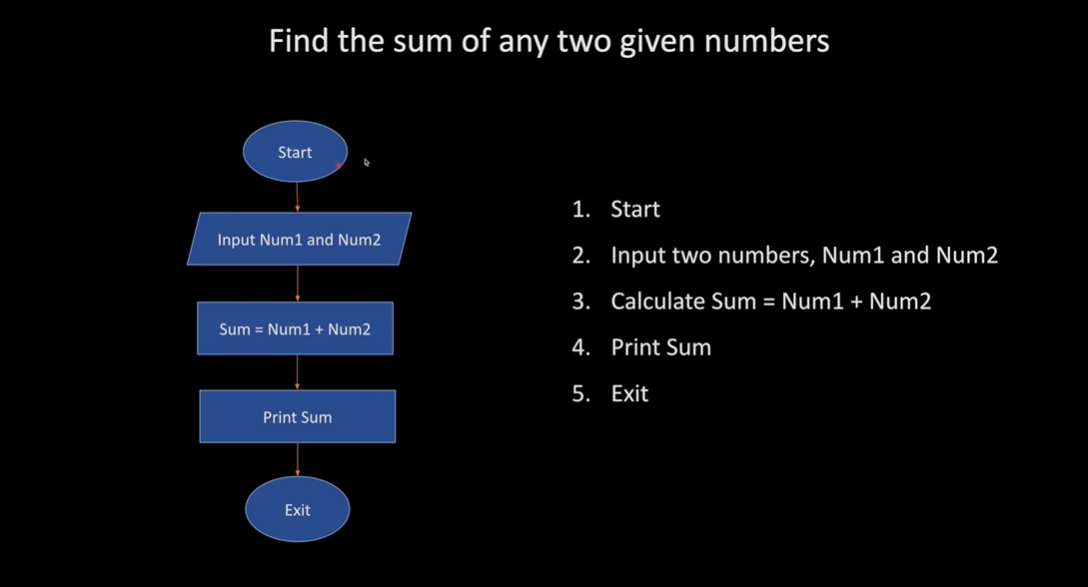 Find the sum of any two given numbers
Start
Input Num1 and Num2
Sum = Num1 + Num2
Print Sum
Exit
1. Start
2. Input two numbers, Num1 and Num2
3. Calculate Sum = Num1 + Num2
4. Print Sum
5. Exit